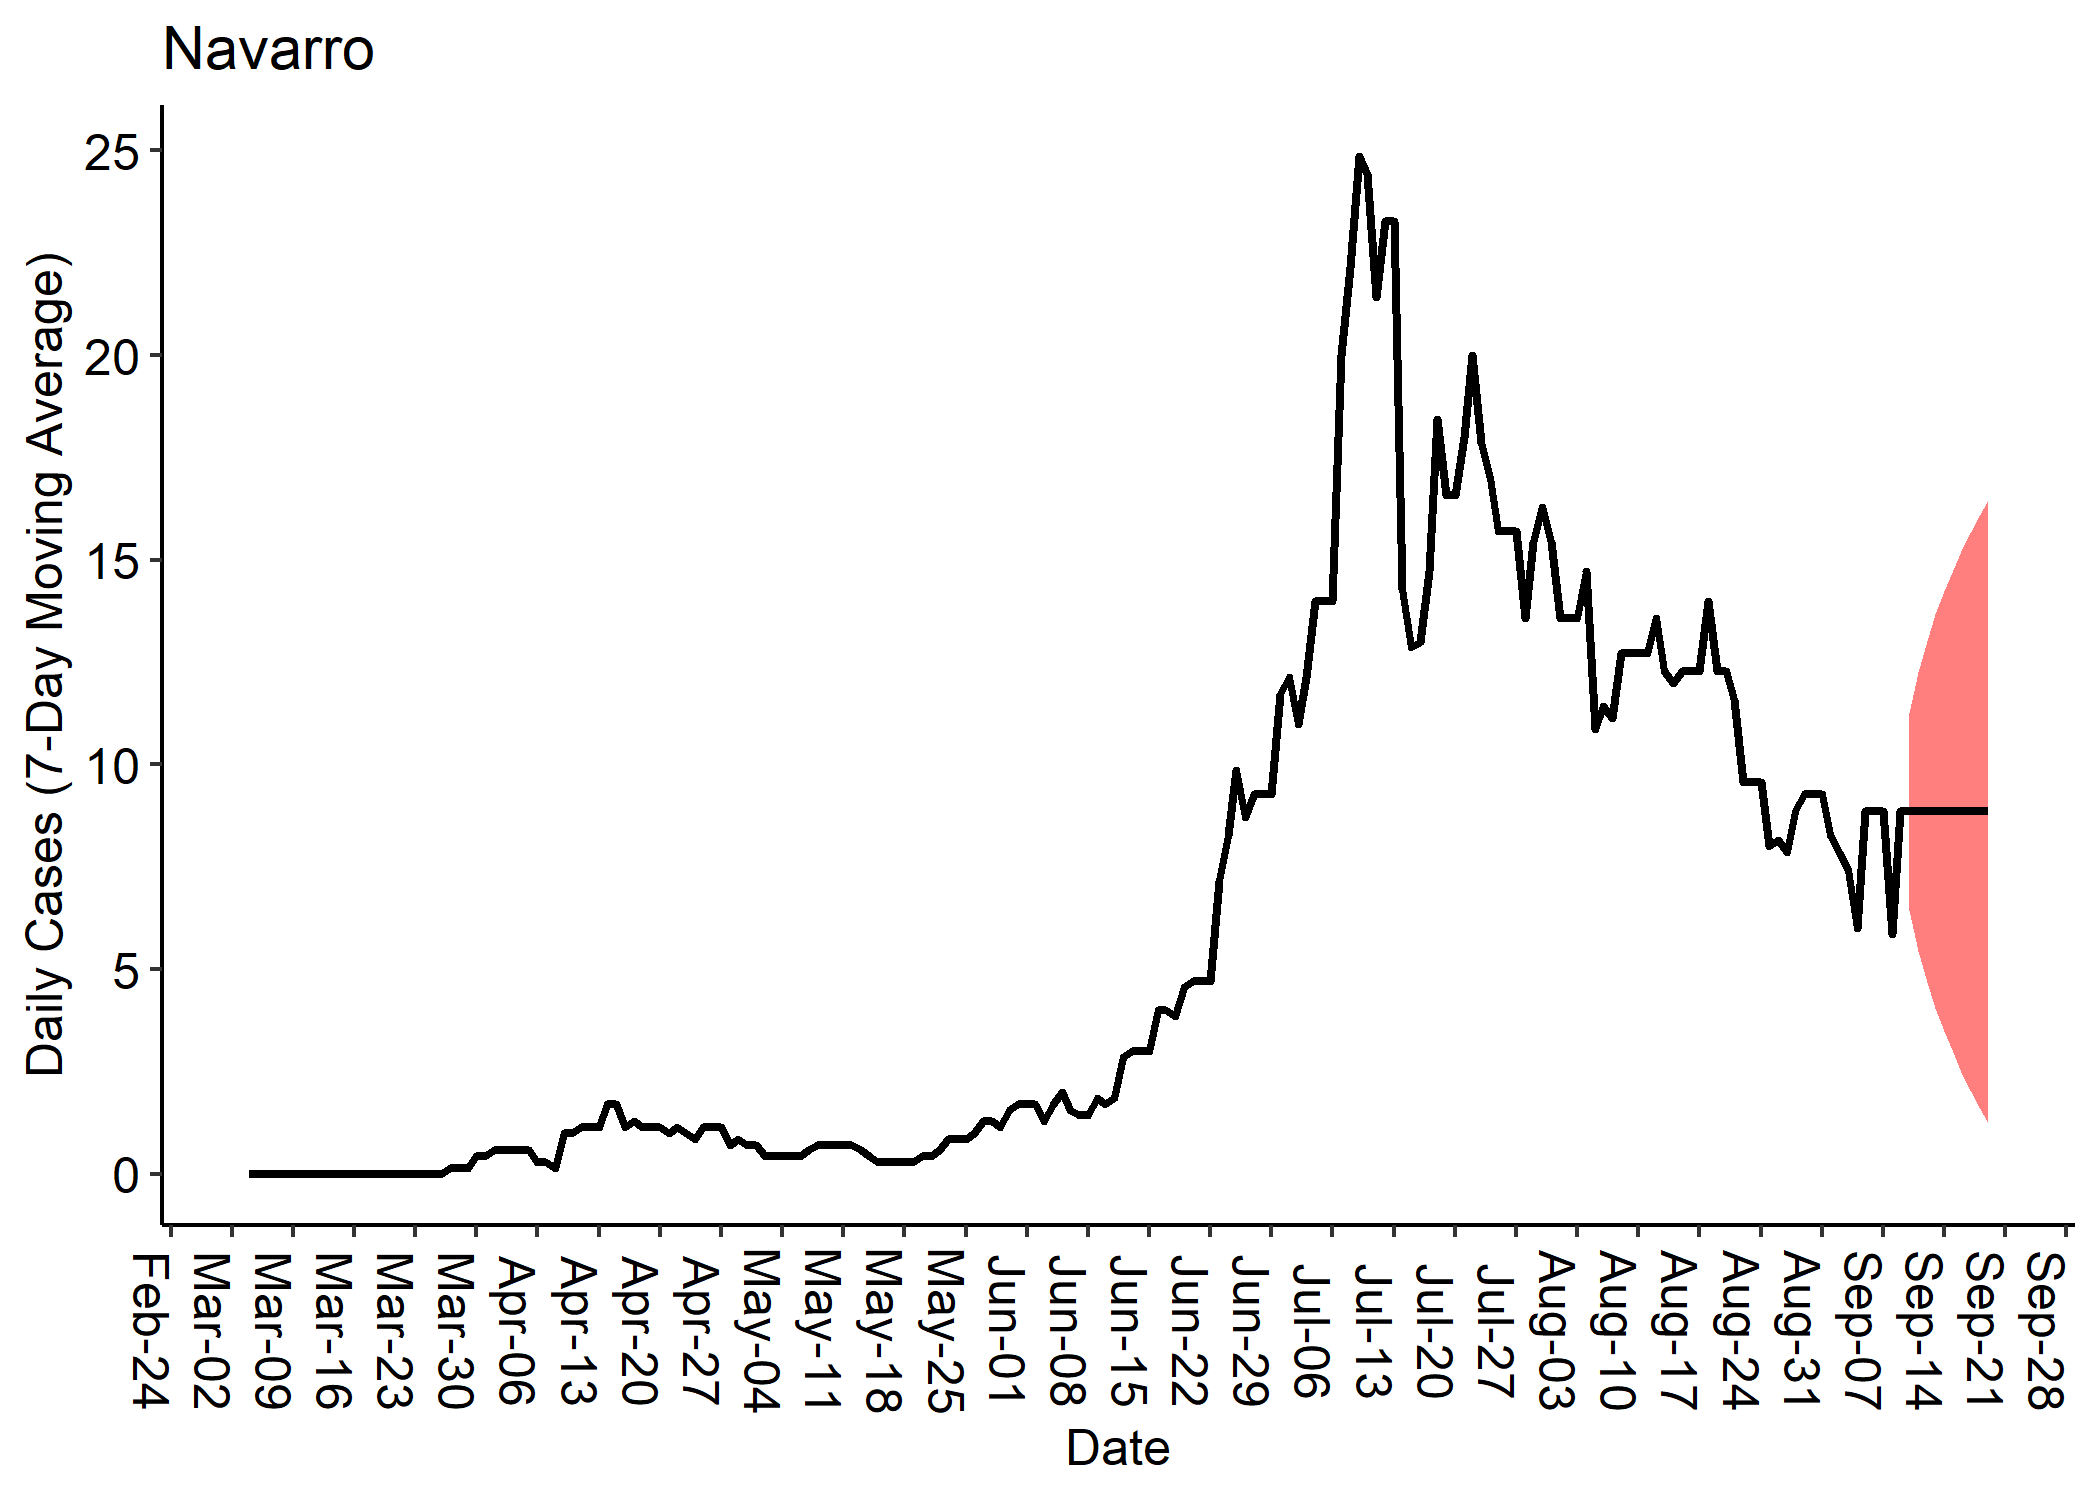 Navarro
Daily Cases (7-Day Moving Average)
25
20
15
10
5
0
Feb-24
Mar-02
Mar-09
Mar-16
Mar-23
Mar-30
Apr-06
Apr-13
Apr-20
Apr-27
May-04
May-11
May-18
May-25
Jun-01
Jun-08
Jun-15
Jun-22
Jun-29
Jul-06
Jul-13
Jul-20
Jul-27
Aug-03
Aug-10
Aug-17
Aug-24
Aug-31
Sep-07
Sep-14
Sep-21
Sep-28
Date